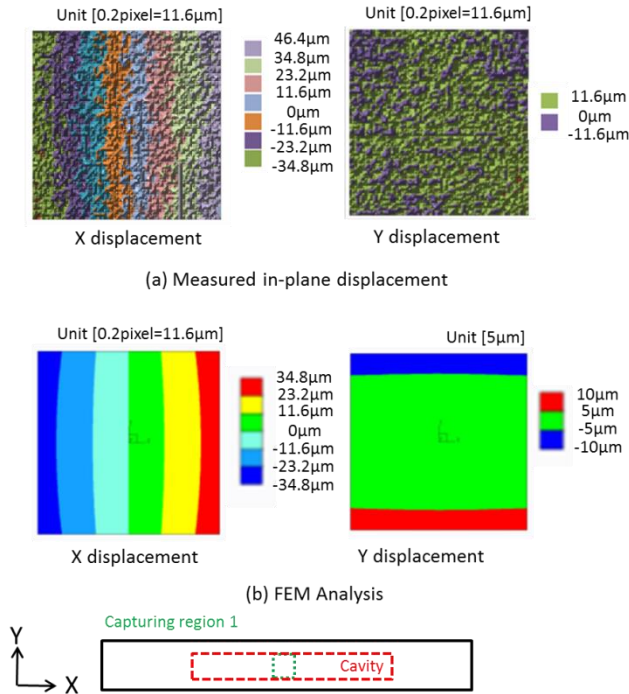 Unit [0.2pixel=11.6μm]
Unit [0.2pixel=11.6μm]
46.4μm
34.8μm
23.2μm
11.6μm
0μm
-11.6μm
-23.2μm
-34.8μm
11.6μm
0μm
-11.6μm
X displacement
Y displacement
(a) Measured in-plane displacement
Unit [0.2pixel=11.6μm]
Unit [5μm]
34.8μm
23.2μm
11.6μm
0μm
-11.6μm
-23.2μm
-34.8μm
10μm
5μm
-5μm
-10μm
X displacement
Y displacement
(b) FEM Analysis
Capturing region 1
Y
X
Cavity